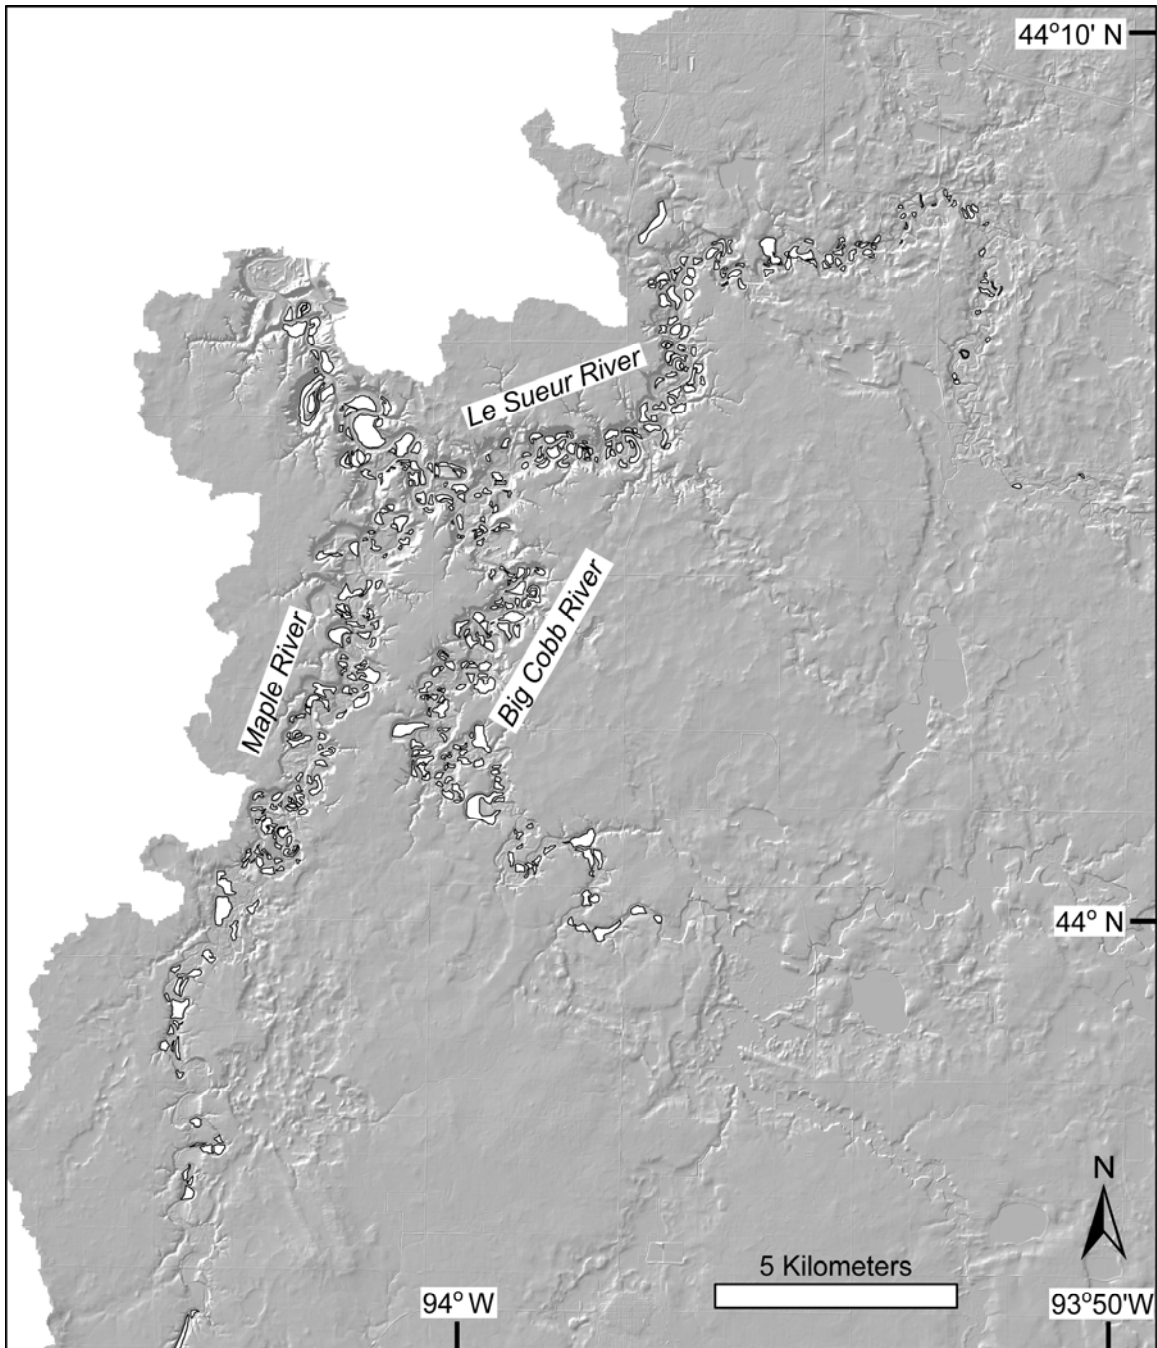 44°10' N
Le Sueur River
Maple River
Big Cobb River
44° N
N
5 Kilometers
94° W
93°50'W